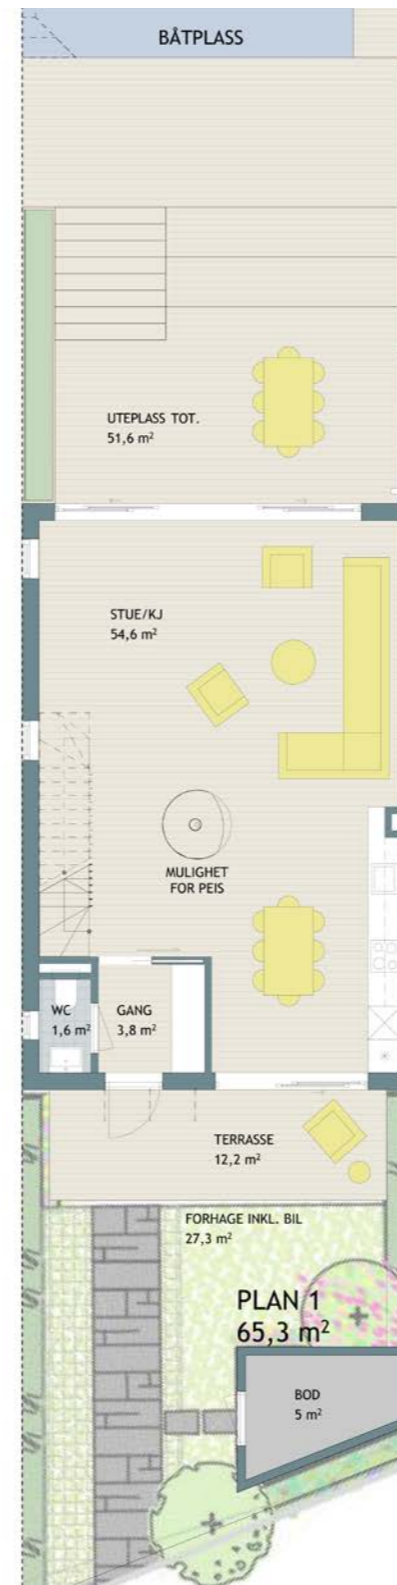 BÅTPLASS
UTEPLASS TOT.
51,6 m²
STUE/KJ
54,6 m²
MULIGHET
FOR PEIS
WC
1,6 m²
GANG
3,8 m²
TERRASSE
12,2 m²
FORHAGE INKL. BIL
27,3 m²
PLAN 1
65,3 m²
BOD
5 m²